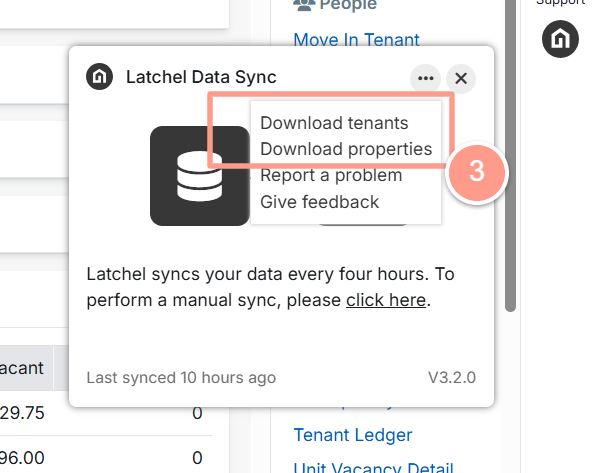 Support
People
Move In Tenant
Latchel Data Sync
Download tenants
Download properties
Report a problem
Give feedback
3
Latchel syncs your data every four hours. To
perform a manual sync, please click here.
Last synced 10 hours ago
V3.2.0
acant
29.75
0
Tenant Ledger
96.00
0
Unit Vacancy Detail